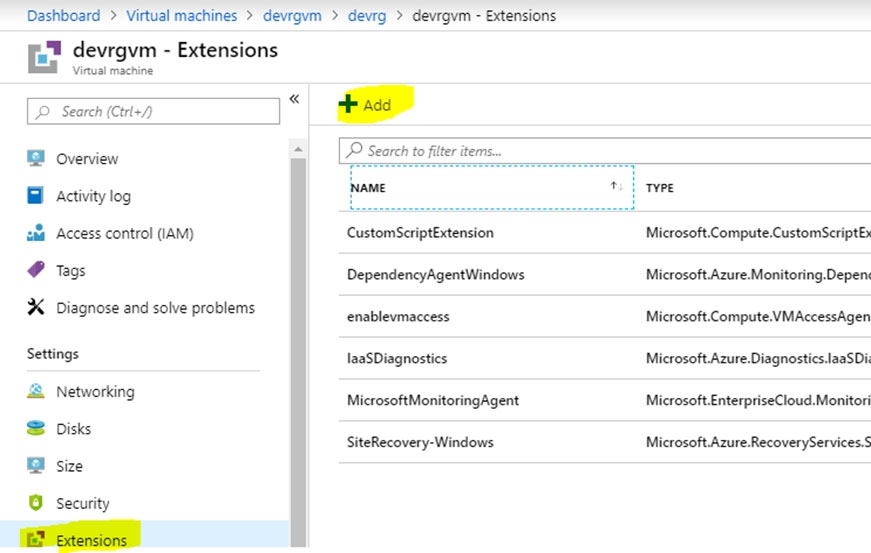 Dashboard > Virtual machines > devrgvm > devrg > devrgvm - Extensions
devrgvm - Extensions
Virtual machine
Search (Ctrl+/)
«
Overview
Activity log
Access control (IAM)
Tags
Diagnose and solve problems
Settings
Networking
Disks
Size
Security
Extensions
Add
Search to filter items...
NAME TYPE
CustomScriptExtension Microsoft.Compute.CustomScriptEx
DependencyAgentWindows Microsoft.Azure.Monitoring.Depend
enablevmaccess Microsoft.Compute.VMAccessAgen
IaaSDiagnostics Microsoft.Azure.Diagnostics.IaaSDia
MicrosoftMonitoringAgent Microsoft.EnterpriseCloud.Monitori
SiteRecovery-Windows Microsoft.Azure.RecoveryServices.S